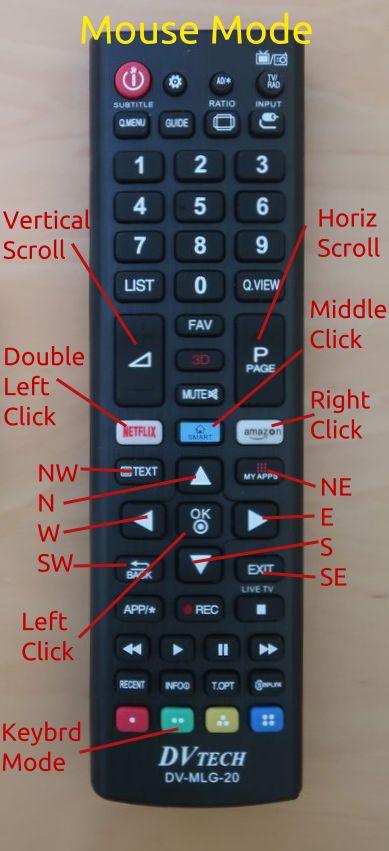 Mouse Mode
TV/
RAD
AD/*
SUBTITLE
RATIO
INPUT
Q.MENU
GUIDE
1 2 3
4 5 6
7 8 9
LIST 0 Q.VIEW
Vertical
Scroll
Horiz
Scroll
FAV
Middle
Click
3D
P
PAGE
MUTE
Double
Left
Click
NETFLIX
SMART
amazon
Right
Click
NW
TEXT
MY APPS
N
NE
W
OK
E
SW
BACK
EXIT
S
SE
LIVE TV
APP/*
REC
Left
Click
RECENT
INFO
T.OPT
SIMPLINK
Keybrd
Mode
DVTECH
DV-MLG-20